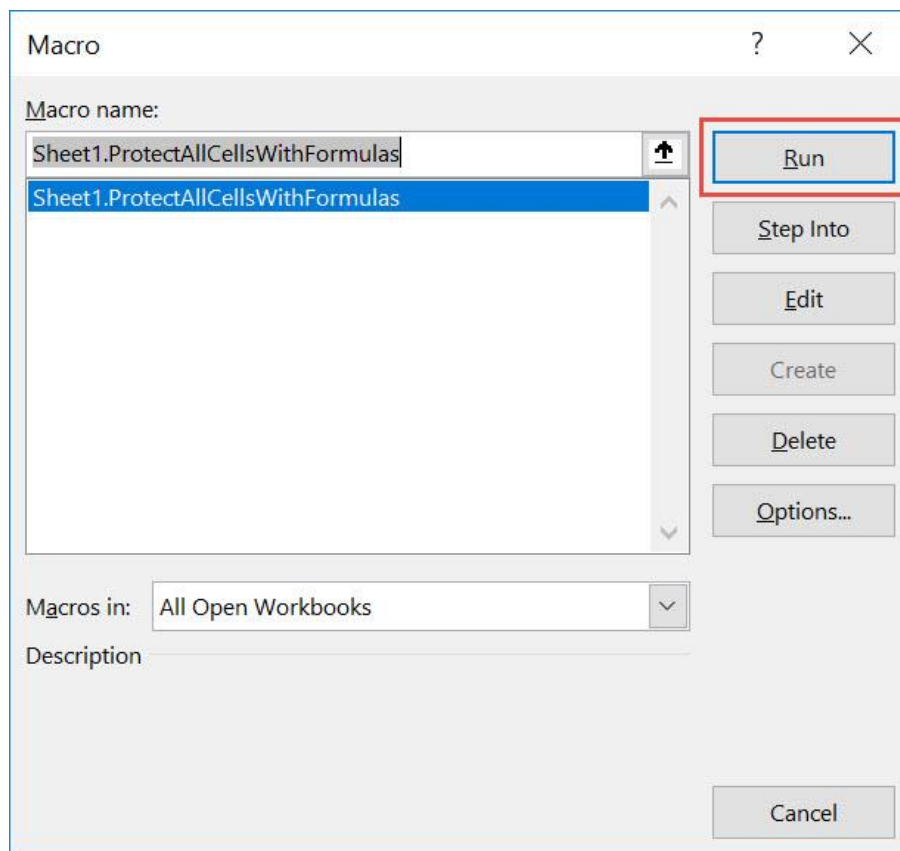 Macro
?
Macro name:
Sheet1.ProtectAllCellsWithFormulas
Run
Sheet1.ProtectAllCellsWithFormulas
Step Into
Edit
Create
Delete
Options...
Macros in: All Open Workbooks
Description
Cancel